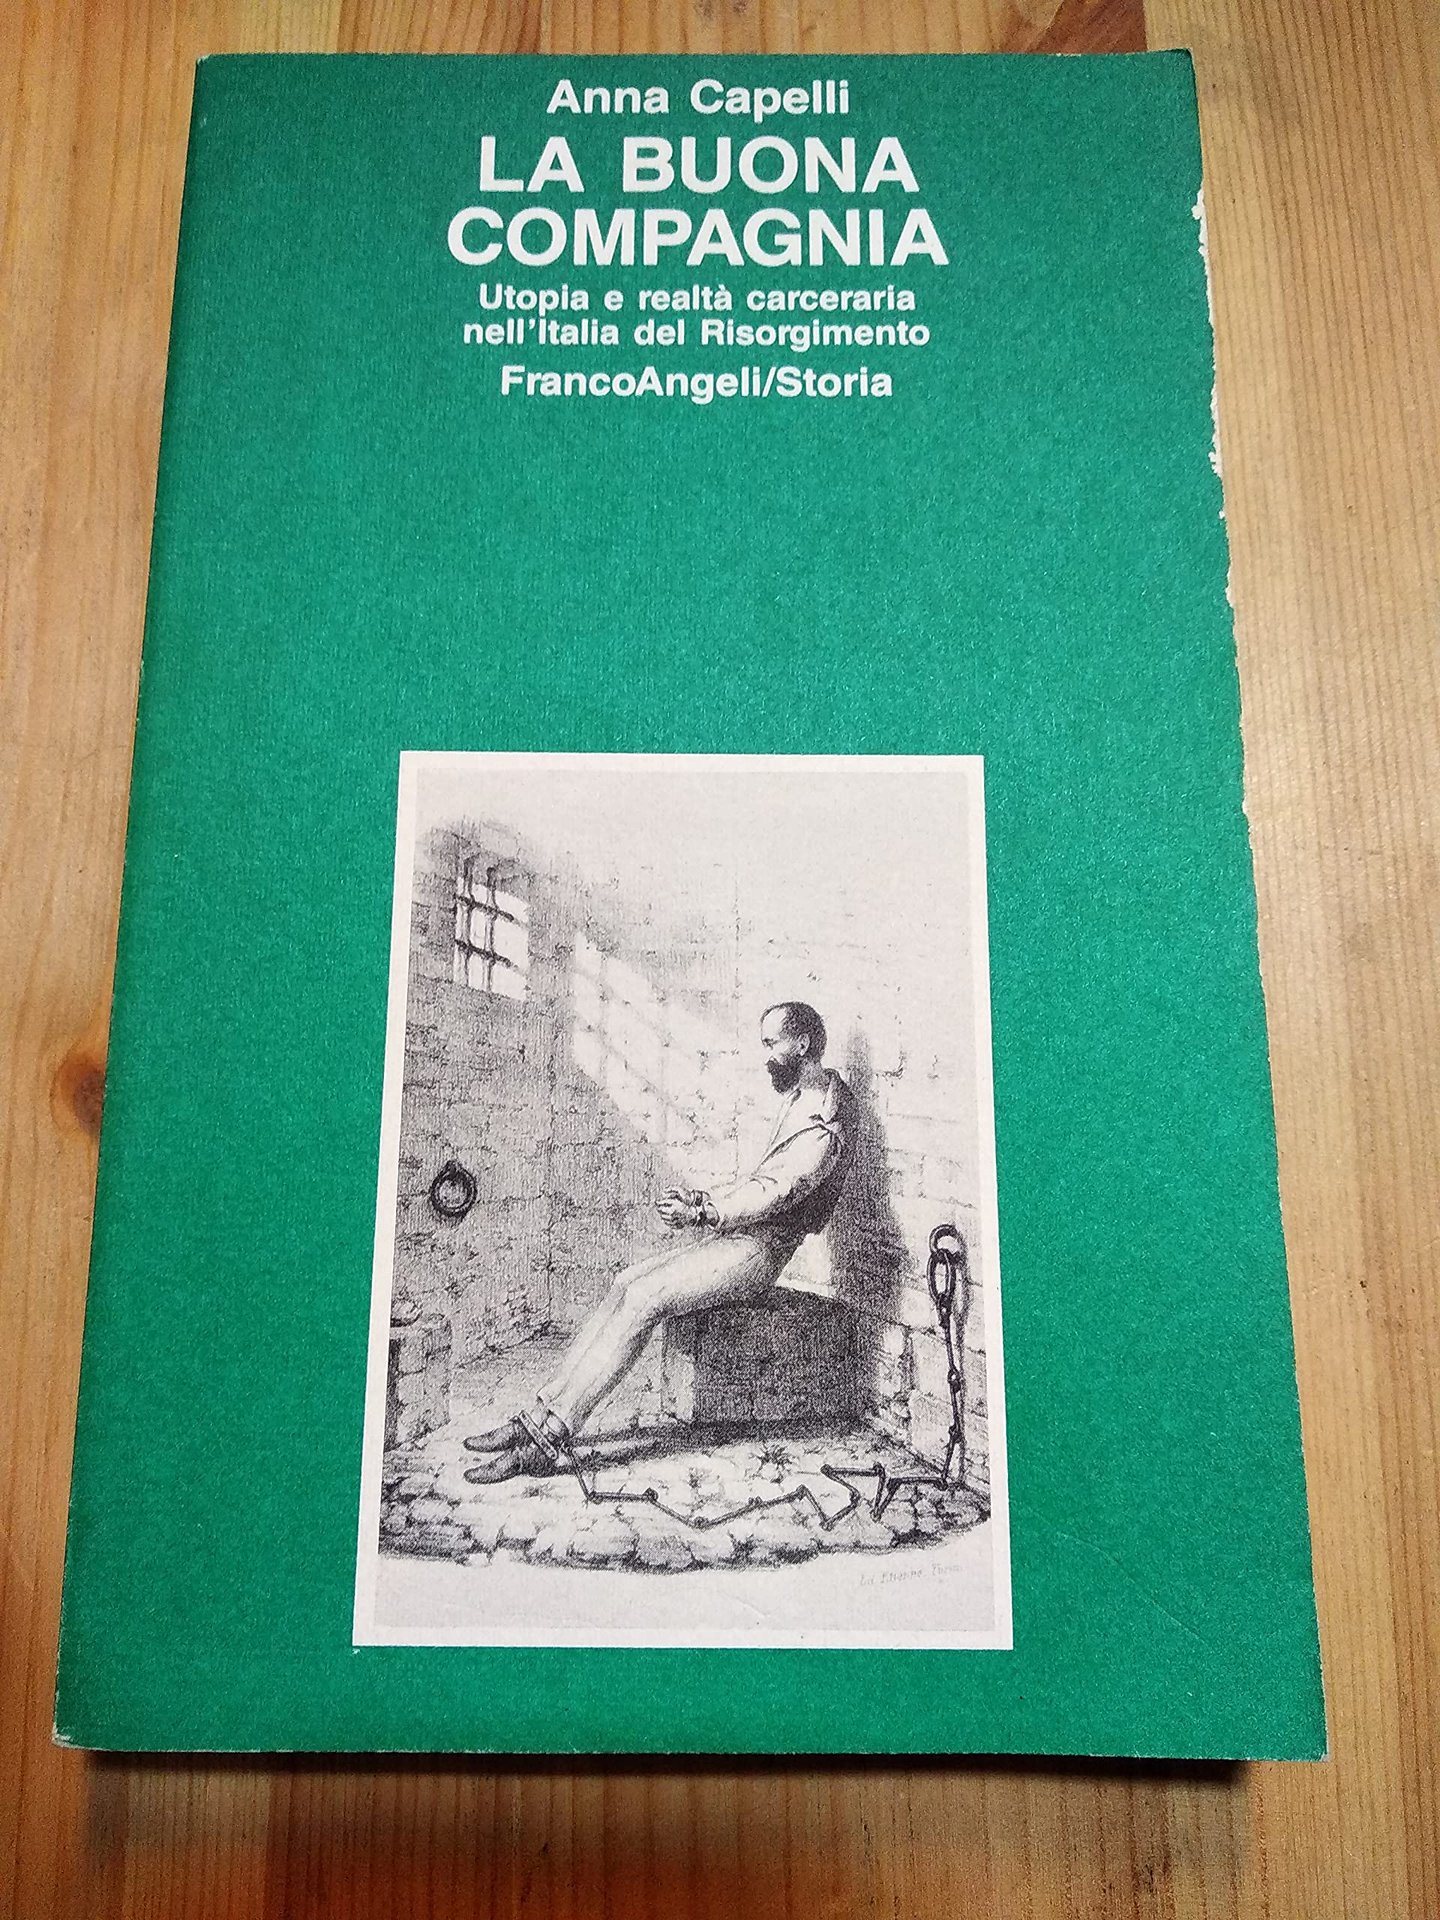 Anna Capelli
LA BUONA
COMPAGNIA
Utopia e realtà carceraria
nell'Italia del Risorgimento
FrancoAngeli/Storia